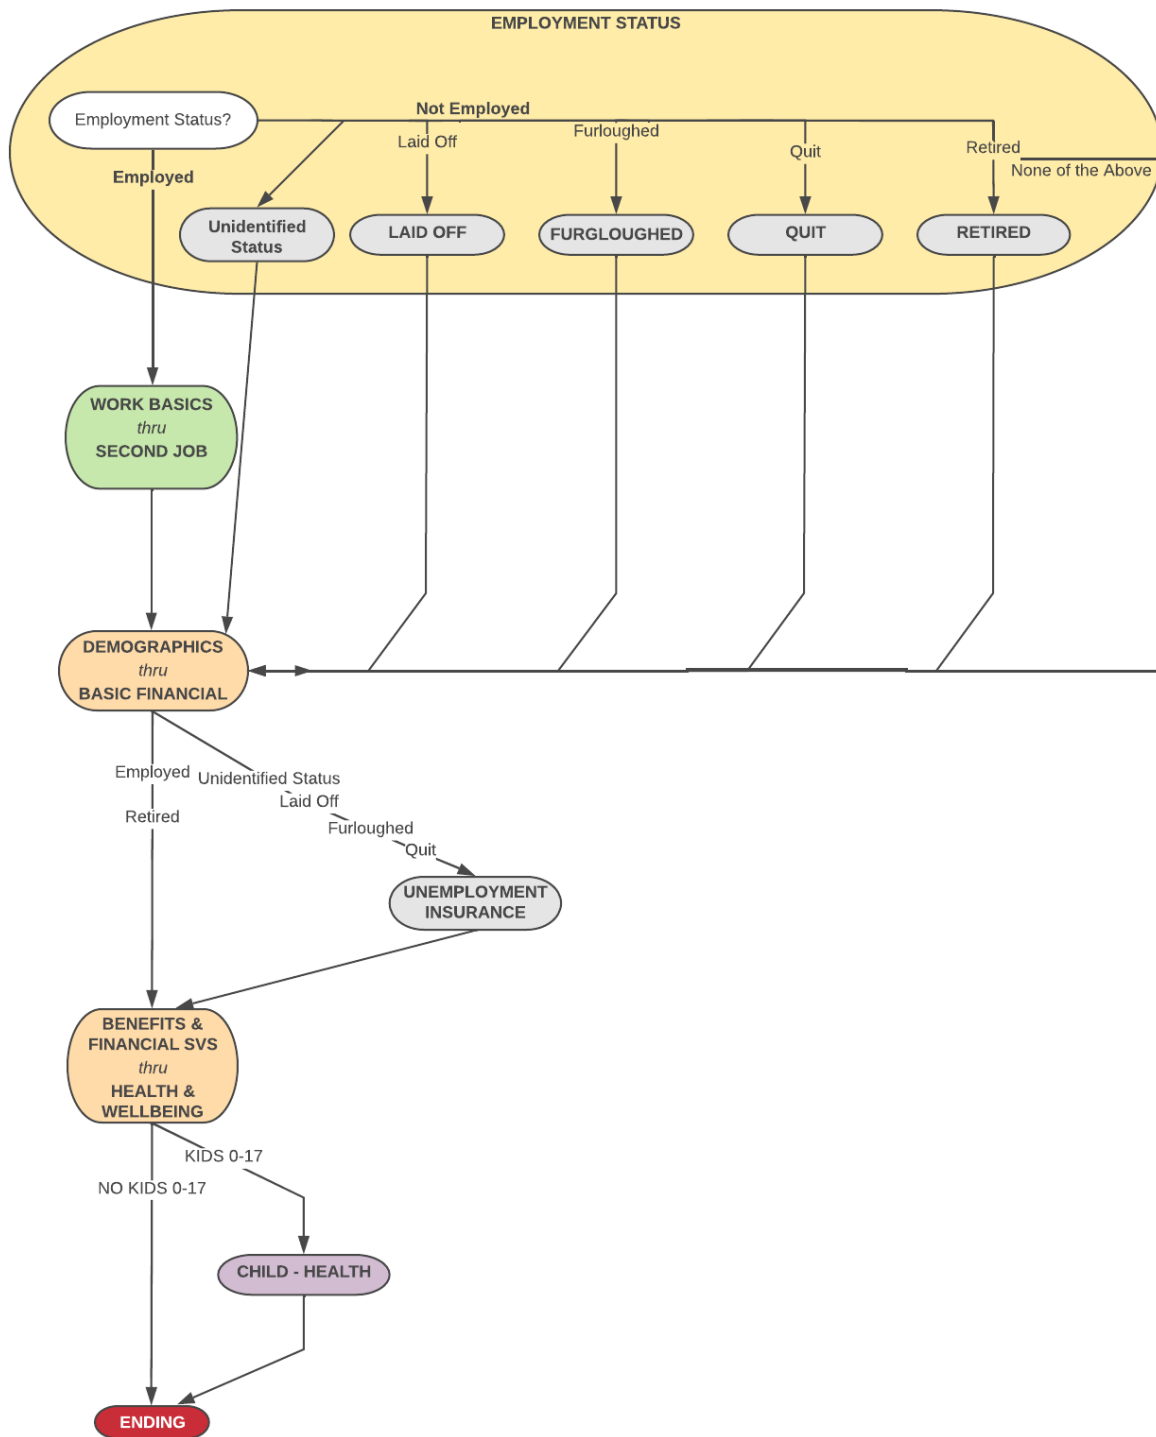 EMPLOYMENT STATUS
Employment Status?
Not Employed
Laid Off
Furloughed
Quit
Retired
None of the Above
Employed
Unidentified
Status
LAID OFF
FURGLOUGHED
QUIT
RETIRED
WORK BASICS
thru
SECOND JOB
DEMOGRAPHICS
thru
BASIC FINANCIAL
Employed
Retired
Unidentified Status
Laid Off
Furloughed
Quit
UNEMPLOYMENT
INSURANCE
BENEFITS &
FINANCIAL SVS
thru
HEALTH &
WELLBEING
KIDS 0-17
NO KIDS 0-17
CHILD - HEALTH
ENDING